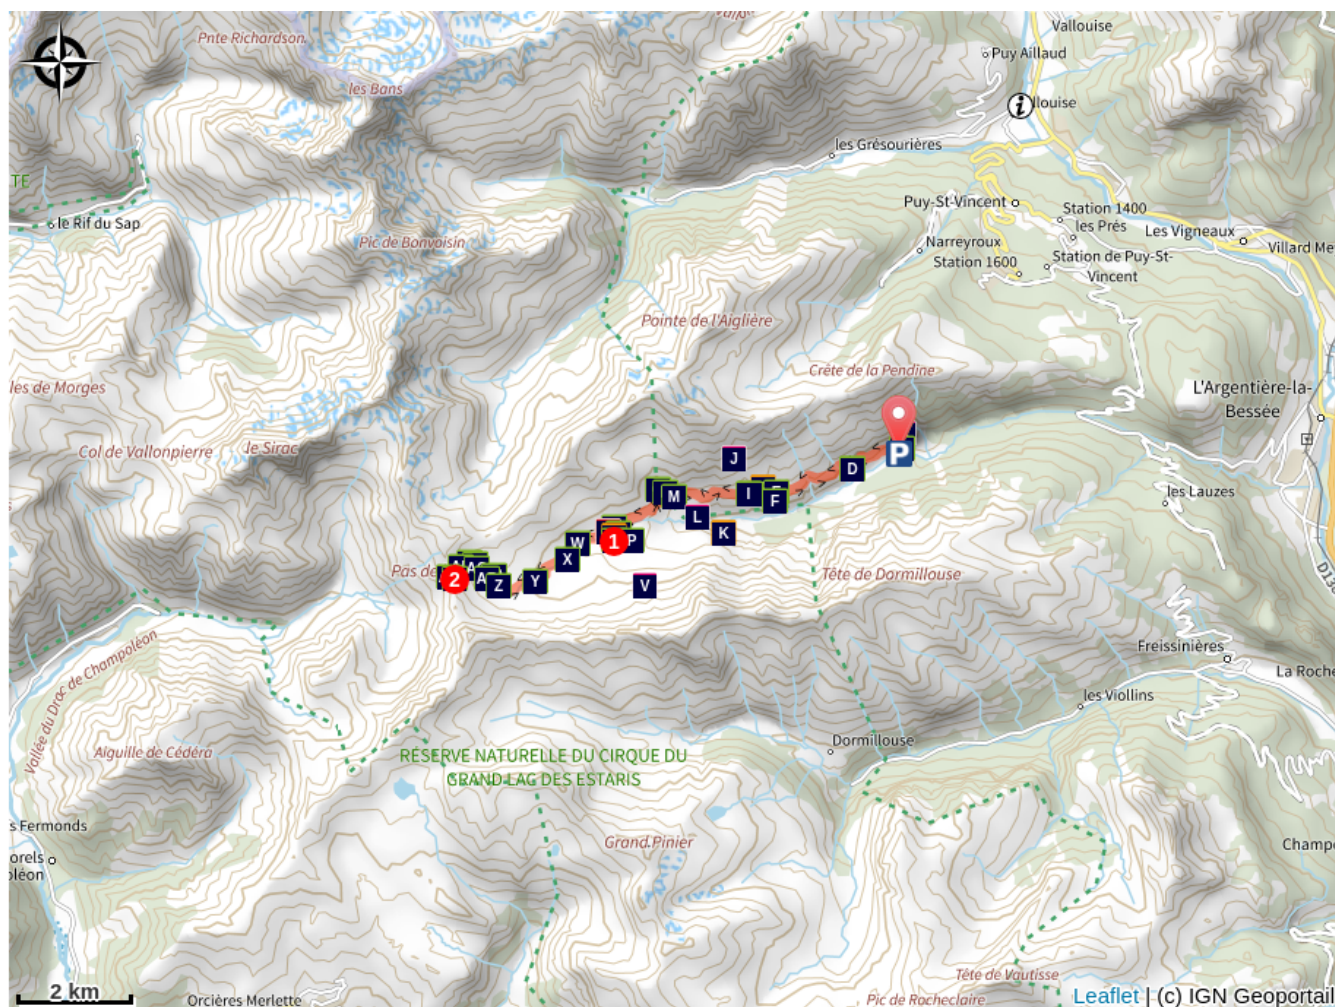 Vallouise
Pnte Richardson
Puy Aillaud
les Bans
i
llouise
les Grésourières
TE
le Rif du Sap
Puy-St-Vincent
Station 1400
les Prés
Les Vigneaux
Pic de Bonvoisin
Narreyroux
Villard Me
Station 1600
Station de Puy-St-
Vincent
Pointe de l'Aiglière
les de Morges
Crête de la Pendine
L'Argentière-la-
Bessée
Col de Vallonpierre
le Sirac
P
J
D
I
M
F
les Lauzes
L
K
1
P
W
X
Pas de
2
A
A
Z
Y
V
Tête de Dormillouse
Vallée du Drac de Champoléon
Freissinières
La Roche
les Viollins
Aiguille de Cédéra
Dormillouse
RÉSERVE NATURELLE DU CIRQUE DU
GRAND-LAC DES ESTARIS
s Fermonds
Grand Pinier
Champ
orels
oléon
Tête de Vautisse
2 km
Orcières Merlette
Pic de Rocheclaire
Leaflet | (c) IGN Geoportail